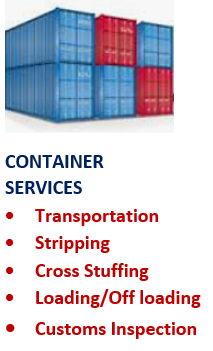 CONTAINER
SERVICES
• Transportation
• Stripping
• Cross Stuffing
• Loading/Off loading
• Customs Inspection